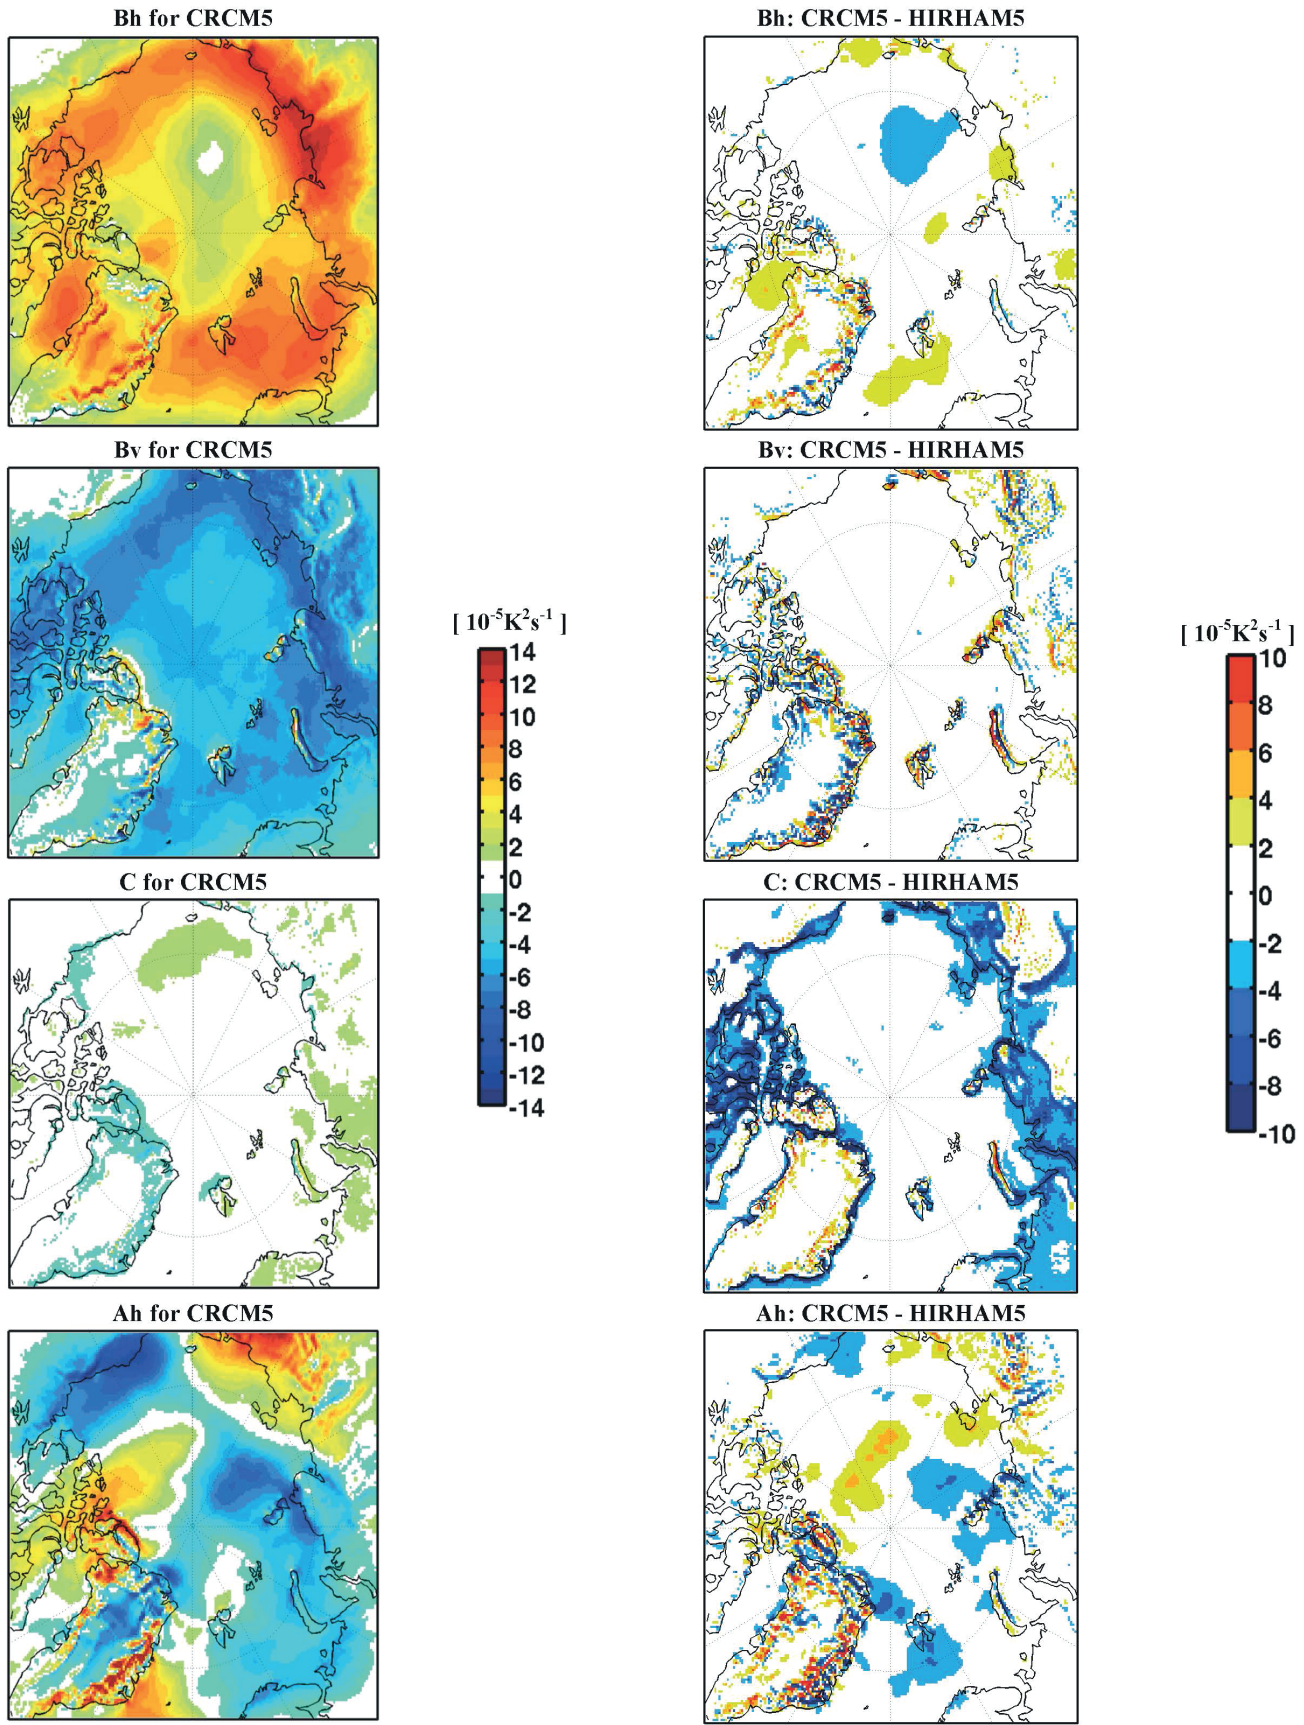 Bh for CRCM5
Bh: CRCM5 - HIRHAM5
Bv for CRCM5
Bv: CRCM5 - HIRHAM5
[ 10⁻⁵K²s⁻¹ ]
14
12
10
8
6
4
2
0
-2
-4
-6
-8
-10
-12
-14
[ 10⁻⁵K²s⁻¹ ]
10
8
6
4
2
0
-2
-4
-6
-8
-10
C for CRCM5
C: CRCM5 - HIRHAM5
Ah for CRCM5
Ah: CRCM5 - HIRHAM5